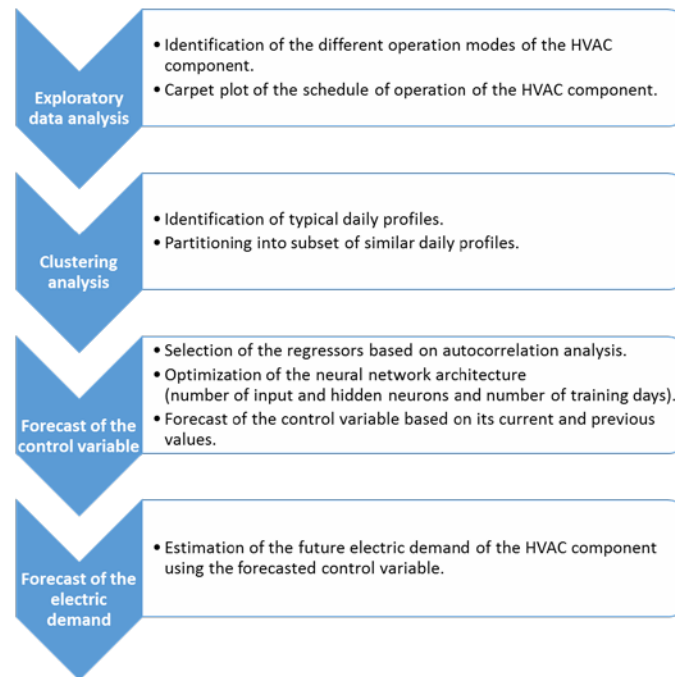 Exploratory
data analysis
• Identification of the different operation modes of the HVAC
component.
• Carpet plot of the schedule of operation of the HVAC component.
Clustering
analysis
• Identification of typical daily profiles.
• Partitioning into subset of similar daily profiles.
Forecast of the
control variable
• Selection of the regressors based on autocorrelation analysis.
• Optimization of the neural network architecture
(number of input and hidden neurons and number of training days).
• Forecast of the control variable based on its current and previous
values.
Forecast of the
electric
demand
• Estimation of the future electric demand of the HVAC component
using the forecasted control variable.